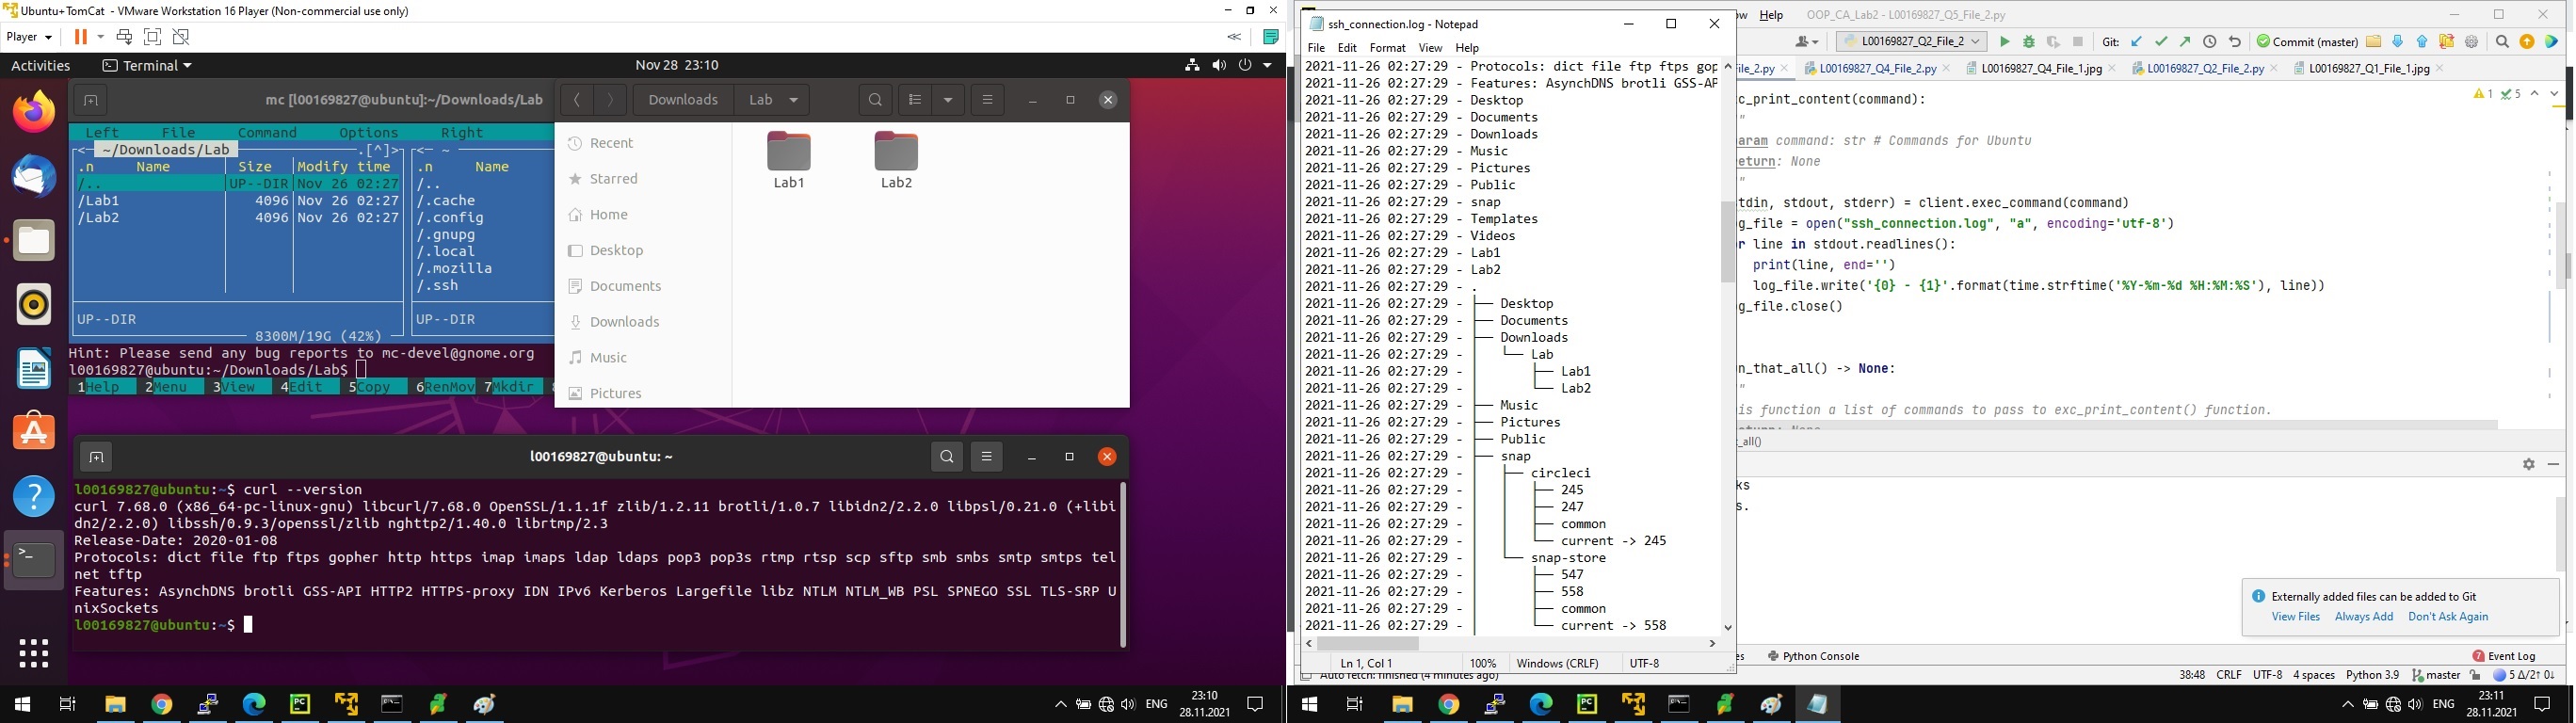 Ubuntu+TomCat - VMware Workstation 16 Player (Non-commercial use only)
Player
Activities
Terminal
Nov 28 23:10
mc [l00169827@ubuntu]:~/Downloads/Lab
Left File Command Options Right
~/Downloads/Lab .[^]> <─ ~
.n Name Size Modify time .n Name
/.. UP--DIR Nov 26 02:27 /..
/Lab1 4096 Nov 26 02:27 /.cache
/Lab2 4096 Nov 26 02:27 /.config
/.gnupg
/.local
/.mozilla
/.ssh
UP--DIR UP--DIR
8300M/19G (42%)
Hint: Please send any bug reports to mc-devel@gnome.org
l00169827@ubuntu:~/Downloads/Lab$
1Help 2Menu 3View 4Edit 5Copy 6RenMov 7Mkdir
Downloads Lab
Recent
Starred
Home
Desktop
Documents
Downloads
Music
Pictures
Lab1 Lab2
l00169827@ubuntu: ~
l00169827@ubuntu:~$ curl --version
curl 7.68.0 (x86_64-pc-linux-gnu) libcurl/7.68.0 OpenSSL/1.1.1f zlib/1.2.11 brotli/1.0.7 libidn2/2.2.0 libpsl/0.21.0 (+libi
dn2/2.2.0) libssh/0.9.3/openssl/zlib nghttp2/1.40.0 librtmp/2.3
Release-Date: 2020-01-08
Protocols: dict file ftp ftps gopher http https imap imaps ldap ldaps pop3 pop3s rtmp rtsp scp sftp smb smbs smtp smtps tel
net tftp
Features: AsynchDNS brotli GSS-API HTTP2 HTTPS-proxy IDN IPv6 Kerberos Largefile libz NTLM NTLM_WB PSL SPNEGO SSL TLS-SRP U
nixSockets
l00169827@ubuntu:~$
ENG
23:10
28.11.2021
ssh_connection.log - Notepad
File Edit Format View Help
2021-11-26 02:27:29 - Protocols: dict file ftp ftps gop
2021-11-26 02:27:29 - Features: AsynchDNS brotli GSS-AP
2021-11-26 02:27:29 - Desktop
2021-11-26 02:27:29 - Documents
2021-11-26 02:27:29 - Downloads
2021-11-26 02:27:29 - Music
2021-11-26 02:27:29 - Pictures
2021-11-26 02:27:29 - Public
2021-11-26 02:27:29 - snap
2021-11-26 02:27:29 - Templates
2021-11-26 02:27:29 - Videos
2021-11-26 02:27:29 - Lab1
2021-11-26 02:27:29 - Lab2
2021-11-26 02:27:29 - .
2021-11-26 02:27:29 - ├── Desktop
2021-11-26 02:27:29 - ├── Documents
2021-11-26 02:27:29 - ├── Downloads
2021-11-26 02:27:29 - │   └── Lab
2021-11-26 02:27:29 - │       ├── Lab1
2021-11-26 02:27:29 - │       └── Lab2
2021-11-26 02:27:29 - ├── Music
2021-11-26 02:27:29 - ├── Pictures
2021-11-26 02:27:29 - ├── Public
2021-11-26 02:27:29 - ├── snap
2021-11-26 02:27:29 - │   ├── circleci
2021-11-26 02:27:29 - │   │   ├── 245
2021-11-26 02:27:29 - │   │   ├── 247
2021-11-26 02:27:29 - │   │   ├── common
2021-11-26 02:27:29 - │   │   └── current -> 245
2021-11-26 02:27:29 - │   └── snap-store
2021-11-26 02:27:29 - │       ├── 547
2021-11-26 02:27:29 - │       ├── 558
2021-11-26 02:27:29 - │       ├── common
2021-11-26 02:27:29 - │       └── current -> 558
Ln 1, Col 1 100% Windows (CRLF) UTF-8
ow Help OOP_CA_Lab2 - L00169827_Q5_File_2.py
L00169827_Q2_File_2 Git: Commit (master)
File_2.py L00169827_Q4_File_2.py L00169827_Q4_File_1.jpg L00169827_Q2_File_2.py L00169827_Q1_File_1.jpg
1 5
c_print_content(command):
""
aram command: str # Commands for Ubuntu
eturn: None
""
tdin, stdout, stderr) = client.exec_command(command)
g_file = open("ssh_connection.log", "a", encoding='utf-8')
r line in stdout.readlines():
print(line, end='')
log_file.write('{0} - {1}'.format(time.strftime('%Y-%m-%d %H:%M:%S'), line))
g_file.close()
n_that_all() -> None:
""
is function a list of commands to pass to exc_print_content() function.
_all()
ks
s.
Externally added files can be added to Git
View Files Always Add Don't Ask Again
es Python Console 7 Event Log
Auto fetch: finished (4 minutes ago) 38:48 CRLF UTF-8 4 spaces Python 3.9 master 5 Δ/2↑ 0↓
ENG
23:11
28.11.2021